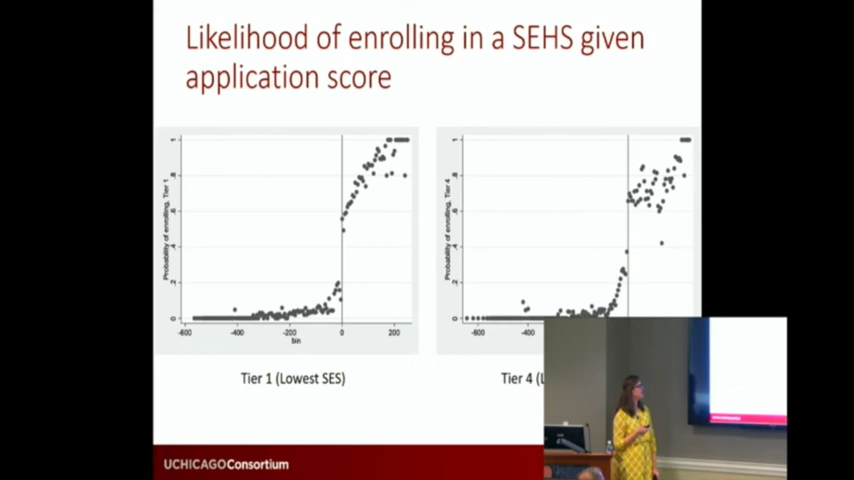 Likelihood of enrolling in a SEHS given
application score
Probability of enrolling, Tier 1
1
.8
.6
.4
.2
0
-600
-400
-200
0
200
bin
Tier 1 (Lowest SES)
Probability of enrolling, Tier 4
1
.8
.6
.4
.2
0
-600
-400
Tier 4 (L
UCHICAGOConsortium